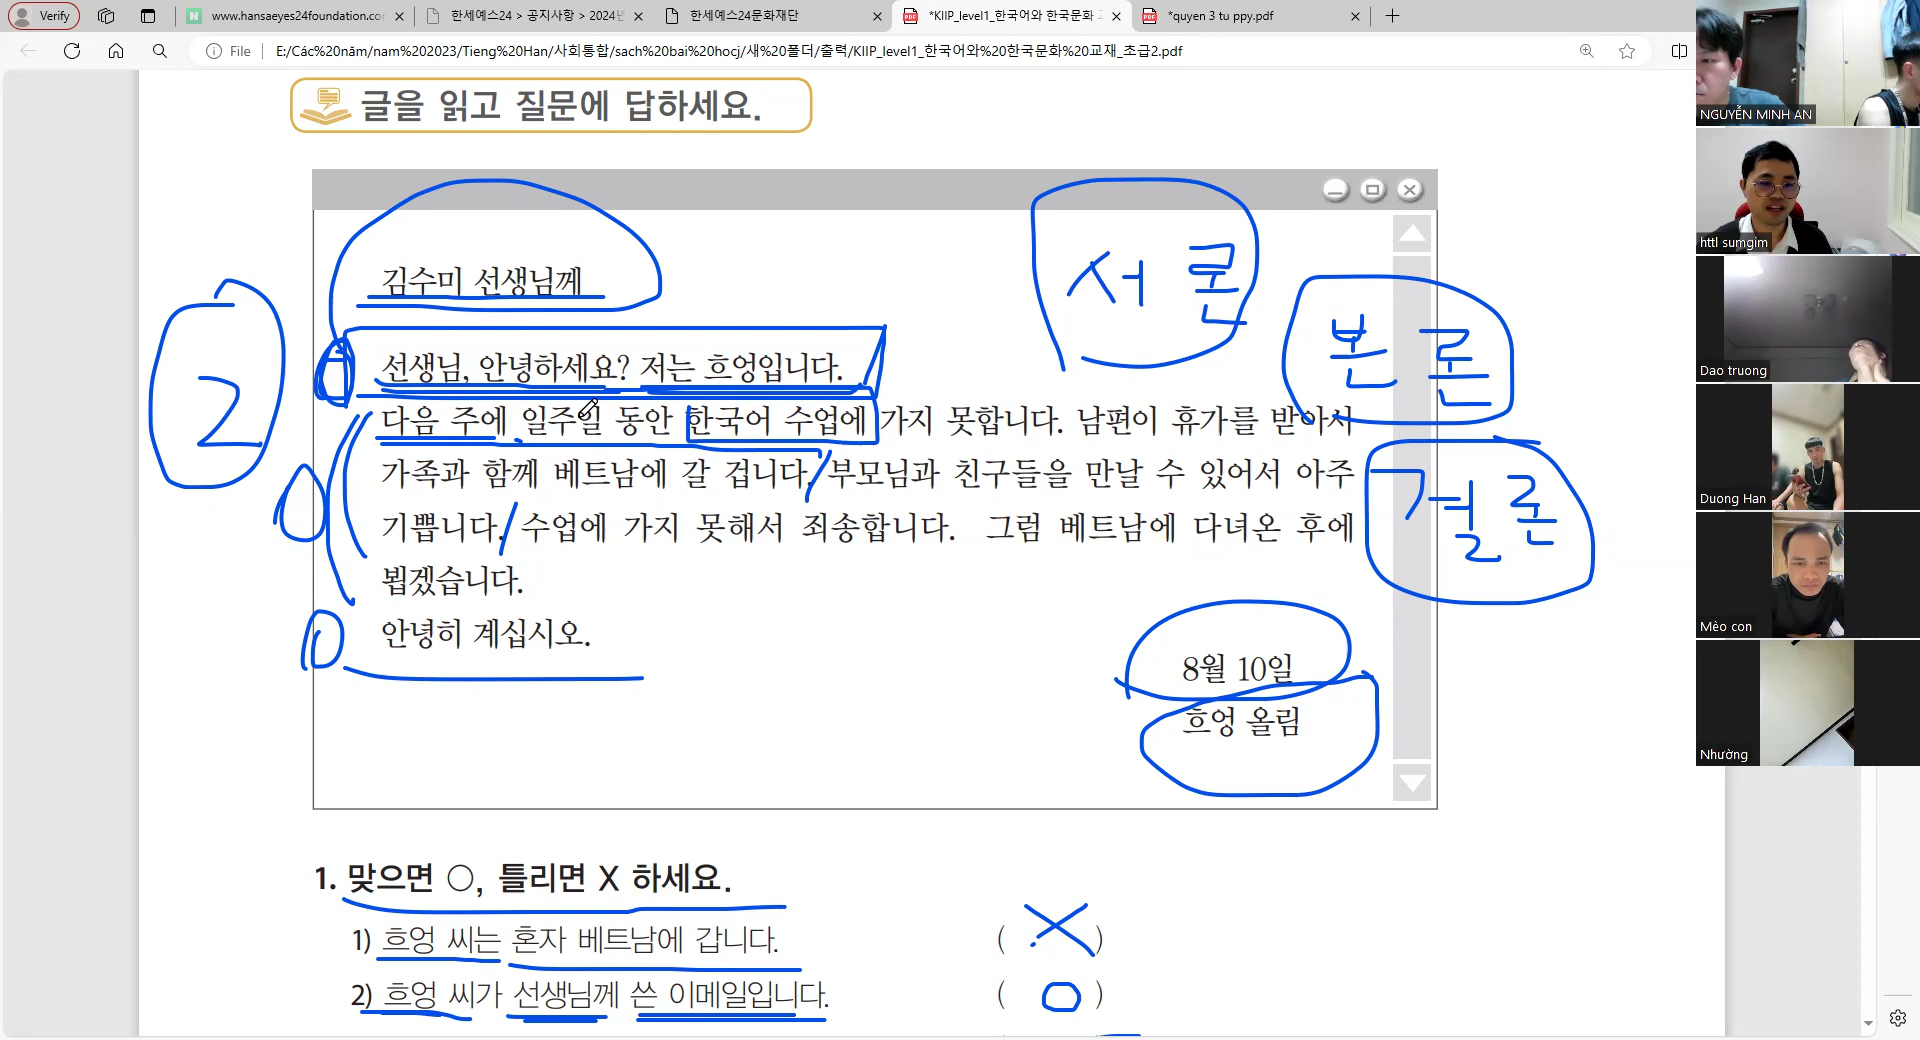 Verify
www.hansaeyes24foundation.co
한세예스24 > 공지사항 > 2024년
한세예스24문화재단
*KIIP_level1_한국어와 한국문화 교
*quyen 3 tu ppy.pdf
File
E:/Các%20năm/nam%202023/Tieng%20Han/사회통합/sach%20bai%20hocj/새%20폴더/출력/KIIP_level1_한국어와%20한국문화%20교재_초급2.pdf
글을 읽고 질문에 답하세요.
김수미 선생님께
서론
선생님, 안녕하세요? 저는 흐엉입니다.
본론
2
다음 주에 일주일 동안 한국어 수업에 가지 못합니다. 남편이 휴가를 받아서
가족과 함께 베트남에 갈 겁니다. 부모님과 친구들을 만날 수 있어서 아주
기쁩니다. 수업에 가지 못해서 죄송합니다. 그럼 베트남에 다녀온 후에
결론
뵙겠습니다.
안녕히 계십시오.
8월 10일
흐엉 올림
1. 맞으면 ○, 틀리면 X 하세요.
1) 흐엉 씨는 혼자 베트남에 갑니다. ( X )
2) 흐엉 씨가 선생님께 쓴 이메일입니다. ( O )
NGUYỄN MINH AN
httl sumgim
Dao truong
Duong Han
Mèo con
Nhường